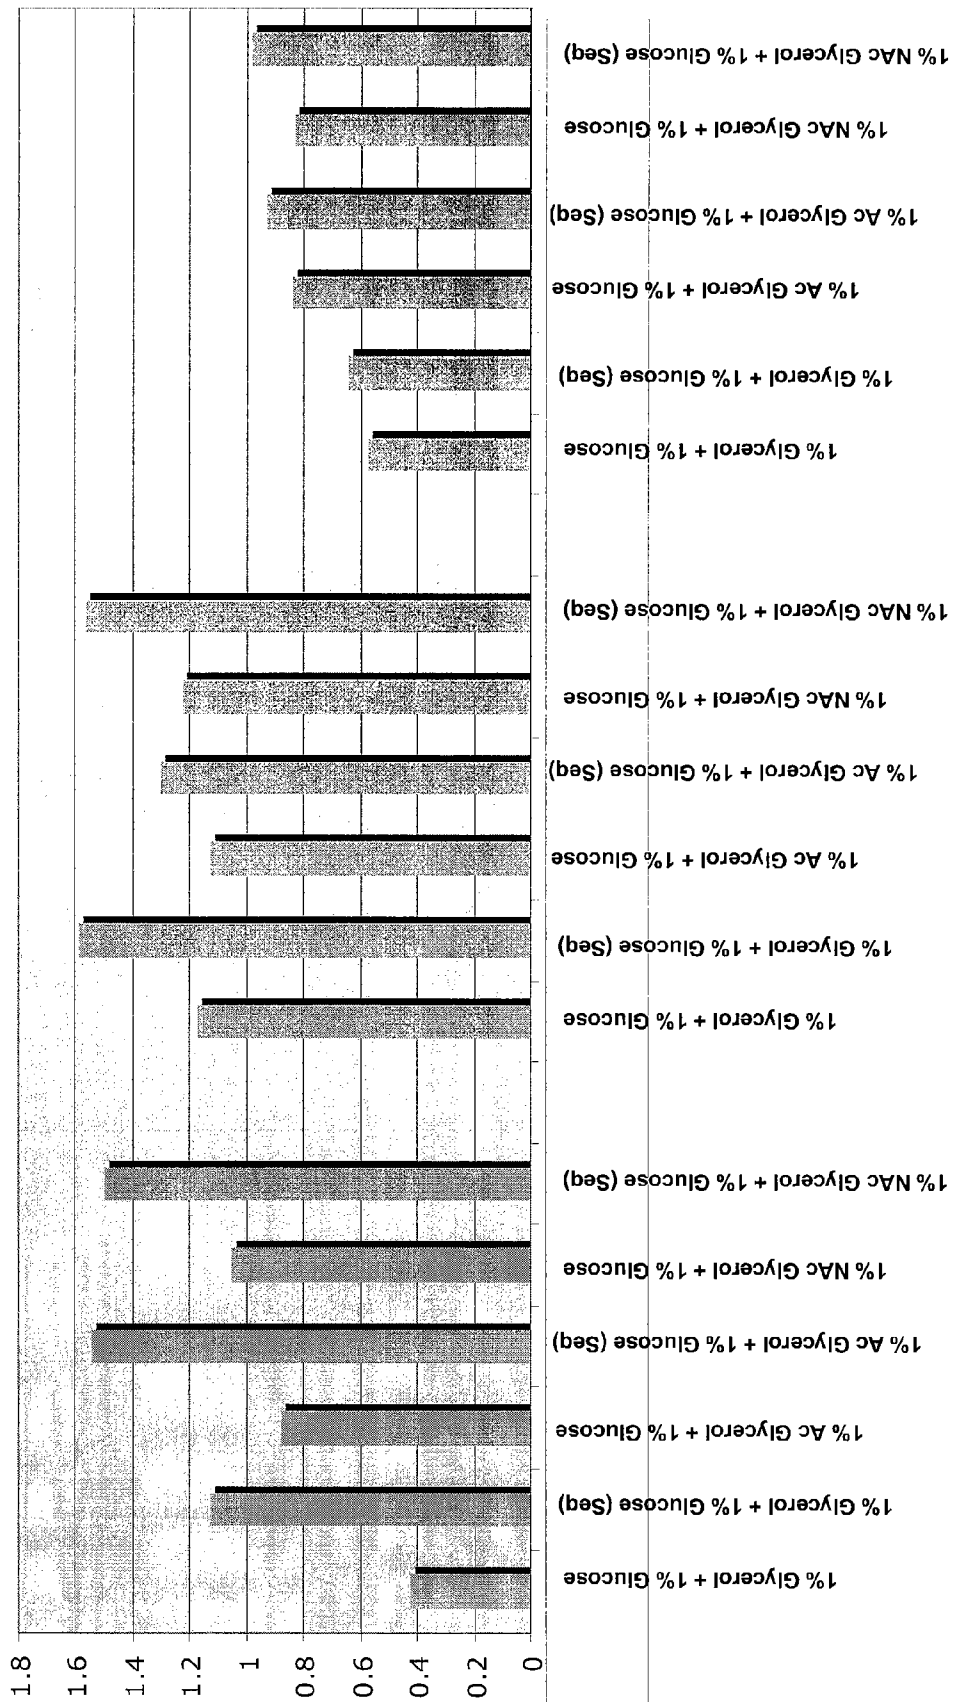 1.8
1.6
1.4
1.2
1
0.8
0.6
0.4
0.2
0
1% Glycerol + 1% Glucose
1% Glycerol + 1% Glucose (Seq)
1% Ac Glycerol + 1% Glucose
1% Ac Glycerol + 1% Glucose (Seq)
1% NAc Glycerol + 1% Glucose
1% NAc Glycerol + 1% Glucose (Seq)
1% Glycerol + 1% Glucose
1% Glycerol + 1% Glucose (Seq)
1% Ac Glycerol + 1% Glucose
1% Ac Glycerol + 1% Glucose (Seq)
1% NAc Glycerol + 1% Glucose
1% NAc Glycerol + 1% Glucose (Seq)
1% Glycerol + 1% Glucose
1% Glycerol + 1% Glucose (Seq)
1% Ac Glycerol + 1% Glucose
1% Ac Glycerol + 1% Glucose (Seq)
1% NAc Glycerol + 1% Glucose
1% NAc Glycerol + 1% Glucose (Seq)